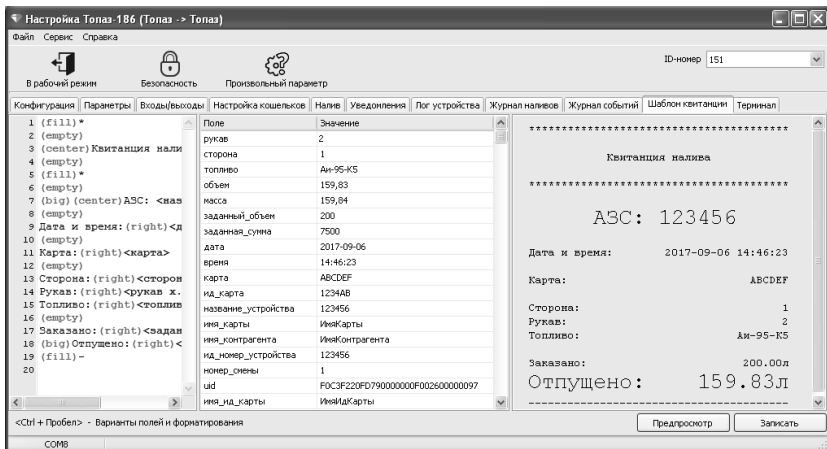 Настройка Топаз-186 (Топаз -> Топаз)
Файл Сервис Справка
В рабочий режим Безопасность Произвольный параметр ID-номер 151
Конфигурация Параметры Входы/выходы Настройка кошельков Налив Уведомления Лог устройства Журнал наливов Журнал событий Шаблон квитанции Терминал
1 (fill)*
2 (empty)
3 (center)Квитанция нали
4 (empty)
5 (fill)*
6 (empty)
7 (big)(center)АЗС: <наз
8 (empty)
9 Дата и время:(right)<д
10 (empty)
11 Карта:(right)<карта>
12 (empty)
13 Сторона:(right)<сторон
14 Рукав:(right)<рукав x.
15 Топливо:(right)<топлив
16 (empty)
17 Заказано:(right)<задан
18 (big)Отпущено:(right)<
19 (fill)-
20
Поле Значение
рукав 2
сторона 1
топливо Аи-95-К5
объем 159,83
масса 159,84
заданный_объем 200
заданная_сумма 7500
дата 2017-09-06
время 14:46:23
карта ABCDEF
ид_карта 1234AB
название_устройства 123456
имя_карты ИмяКарты
имя_контрагента ИмяКонтрагента
ид_номер_устройства 123456
номер_смены 1
uid F0C3F220FD790000000F002600000097
имя_ид_карты ИмяИдКарты
****************************************
Квитанция налива
****************************************
АЗС: 123456
Дата и время: 2017-09-06 14:46:23
Карта: ABCDEF
Сторона: 1
Рукав: 2
Топливо: Аи-95-К5
Заказано: 200.00л
Отпущено: 159.83л
----------------------------------------
<Ctrl + Пробел> - Варианты полей и форматирования
Предпросмотр Записать
COM8